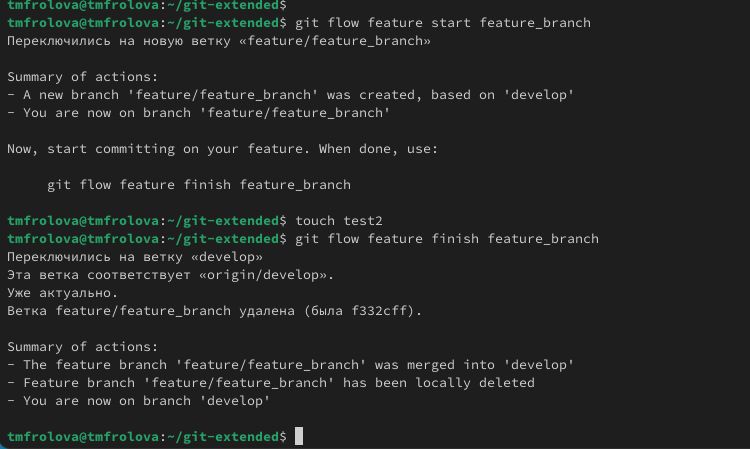 tmfrolova@tmfrolova:~/git-extended$
tmfrolova@tmfrolova:~/git-extended$ git flow feature start feature_branch
Переключились на новую ветку «feature/feature_branch»
Summary of actions:
- A new branch 'feature/feature_branch' was created, based on 'develop'
- You are now on branch 'feature/feature_branch'
Now, start committing on your feature. When done, use:
git flow feature finish feature_branch
tmfrolova@tmfrolova:~/git-extended$ touch test2
tmfrolova@tmfrolova:~/git-extended$ git flow feature finish feature_branch
Переключились на ветку «develop»
Эта ветка соответствует «origin/develop».
Уже актуально.
Ветка feature/feature_branch удалена (была f332cff).
Summary of actions:
- The feature branch 'feature/feature_branch' was merged into 'develop'
- Feature branch 'feature/feature_branch' has been locally deleted
- You are now on branch 'develop'
tmfrolova@tmfrolova:~/git-extended$